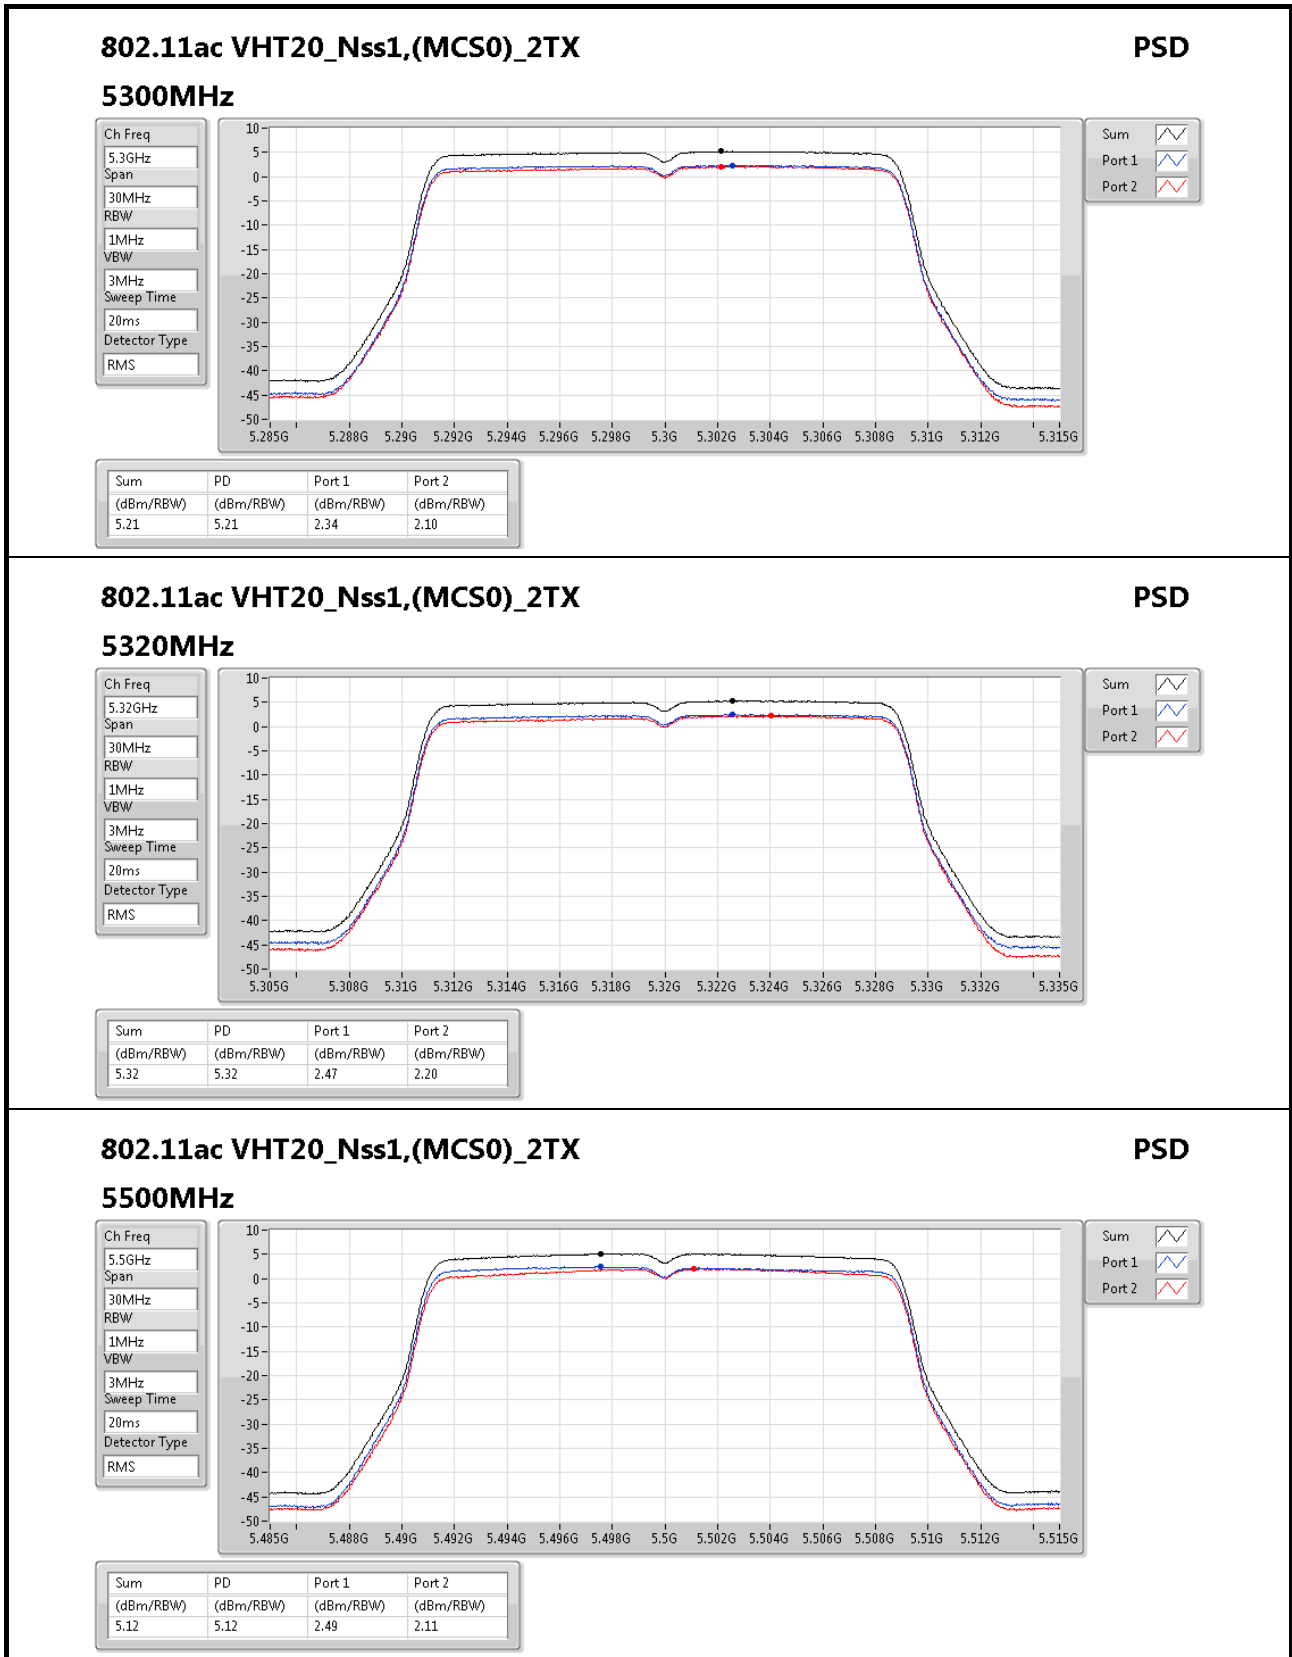 802.11ac VHT20_Nss1,(MCS0)_2TX PSD
5300MHz
Ch Freq
5.3GHz
Span
30MHz
RBW
1MHz
VBW
3MHz
Sweep Time
20ms
Detector Type
RMS
10
5
0
-5
-10
-15
-20
-25
-30
-35
-40
-45
-50
5.285G 5.288G 5.29G 5.292G 5.294G 5.296G 5.298G 5.3G 5.302G 5.304G 5.306G 5.308G 5.31G 5.312G 5.315G
Sum
Port 1
Port 2
Sum PD Port 1 Port 2
(dBm/RBW) (dBm/RBW) (dBm/RBW) (dBm/RBW)
5.21 5.21 2.34 2.10
802.11ac VHT20_Nss1,(MCS0)_2TX PSD
5320MHz
Ch Freq
5.32GHz
Span
30MHz
RBW
1MHz
VBW
3MHz
Sweep Time
20ms
Detector Type
RMS
10
5
0
-5
-10
-15
-20
-25
-30
-35
-40
-45
-50
5.305G 5.308G 5.31G 5.312G 5.314G 5.316G 5.318G 5.32G 5.322G 5.324G 5.326G 5.328G 5.33G 5.332G 5.335G
Sum
Port 1
Port 2
Sum PD Port 1 Port 2
(dBm/RBW) (dBm/RBW) (dBm/RBW) (dBm/RBW)
5.32 5.32 2.47 2.20
802.11ac VHT20_Nss1,(MCS0)_2TX PSD
5500MHz
Ch Freq
5.5GHz
Span
30MHz
RBW
1MHz
VBW
3MHz
Sweep Time
20ms
Detector Type
RMS
10
5
0
-5
-10
-15
-20
-25
-30
-35
-40
-45
-50
5.485G 5.488G 5.49G 5.492G 5.494G 5.496G 5.498G 5.5G 5.502G 5.504G 5.506G 5.508G 5.51G 5.512G 5.515G
Sum
Port 1
Port 2
Sum PD Port 1 Port 2
(dBm/RBW) (dBm/RBW) (dBm/RBW) (dBm/RBW)
5.12 5.12 2.49 2.11